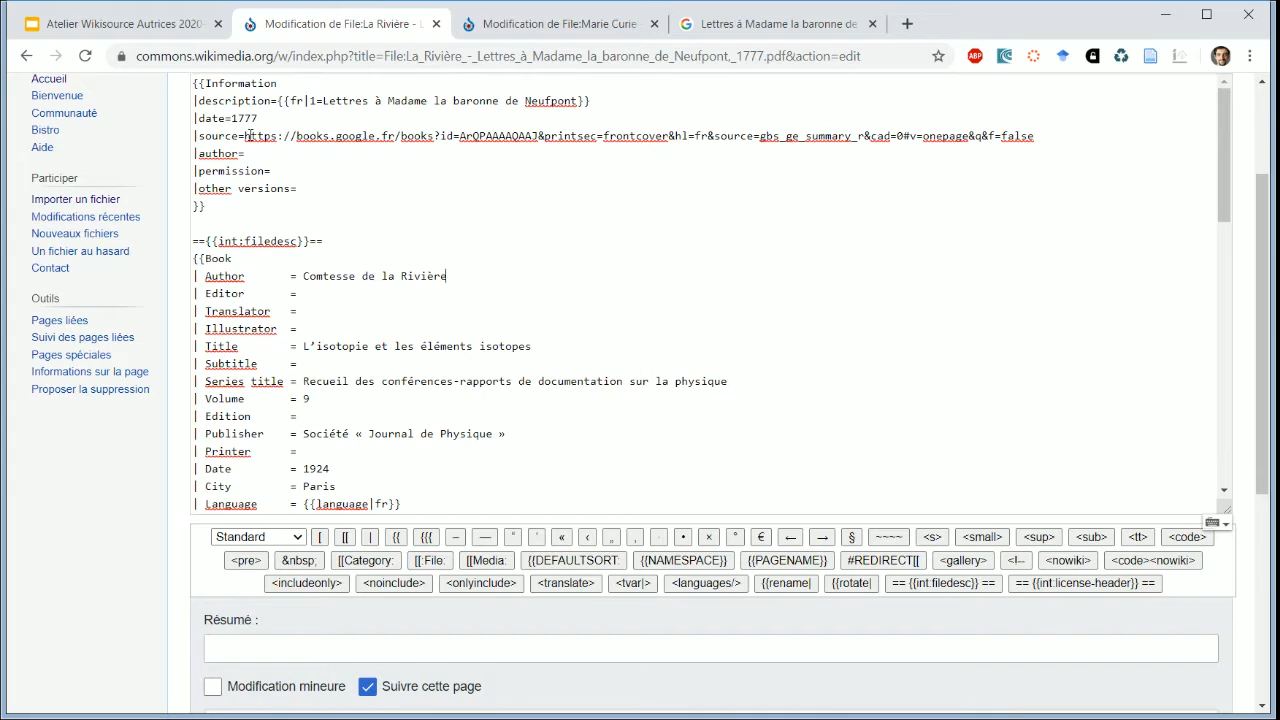 Atelier Wikisource Autrices 2020-
Modification de File:La Rivière - L
Modification de File:Marie Curie
Lettres à Madame la baronne de
commons.wikimedia.org/w/index.php?title=File:La_Rivière_-_Lettres_à_Madame_la_baronne_de_Neufpont,_1777.pdf&action=edit
Accueil
Bienvenue
Communauté
Bistro
Aide
Participer
Importer un fichier
Modifications récentes
Nouveaux fichiers
Un fichier au hasard
Contact
Outils
Pages liées
Suivi des pages liées
Pages spéciales
Informations sur la page
Proposer la suppression
{{Information
|description={{fr|1=Lettres à Madame la baronne de Neufpont}}
|date=1777
|source=https://books.google.fr/books?id=ArQPAAAAQAAJ&printsec=frontcover&hl=fr&source=gbs_ge_summary_r&cad=0#v=onepage&q&f=false
|author=
|permission=
|other versions=
}}
=={{int:filedesc}}==
{{Book
| Author = Comtesse de la Rivière
| Editor =
| Translator =
| Illustrator =
| Title = L’isotopie et les éléments isotopes
| Subtitle =
| Series title = Recueil des conférences-rapports de documentation sur la physique
| Volume = 9
| Edition =
| Publisher = Société « Journal de Physique »
| Printer =
| Date = 1924
| City = Paris
| Language = {{language|fr}}
Standard [ [[ | {{ {{{ – — “ ‘ « ‹ „ ‚ · • × ° € ← → § ~~~~ <s> <small> <sup> <sub> <tt> <code>
<pre> &nbsp; [[Category: [[:File: [[Media: {{DEFAULTSORT: {{NAMESPACE}} {{PAGENAME}} #REDIRECT[[ <gallery> <!-- <nowiki> <code><nowiki>
<includeonly> <noinclude> <onlyinclude> <translate> <tvar|> <languages/> {{rename| {{rotate| == {{int:filedesc}} == == {{int:license-header}} ==
Résumé :
Modification mineure Suivre cette page